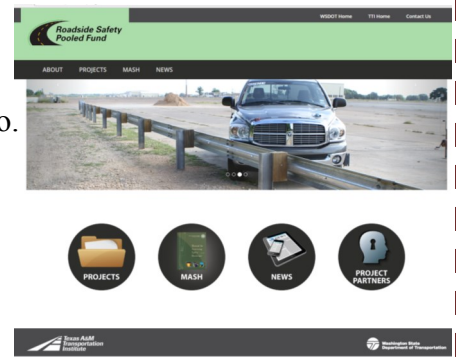 WSDOT Home TTI Home Contact Us
Roadside Safety
Pooled Fund
ABOUT PROJECTS MASH NEWS
o.
PROJECTS
MASH
NEWS
PROJECT
PARTNERS
Texas A&M
Transportation
Institute
Washington State
Department of Transportation